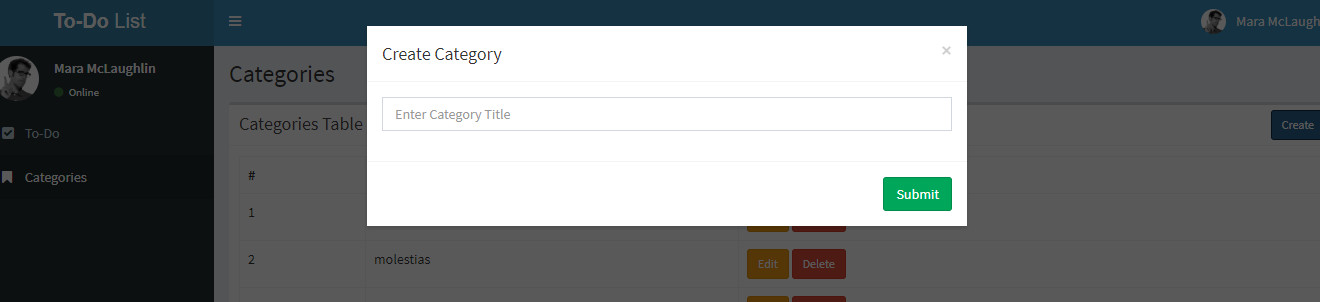 To-Do List
Mara McLaugh
Mara McLaughlin
Online
To-Do
Categories
Categories
Categories Table
Create
#
1
2 molestias Edit Delete
Create Category ×
Enter Category Title
Submit